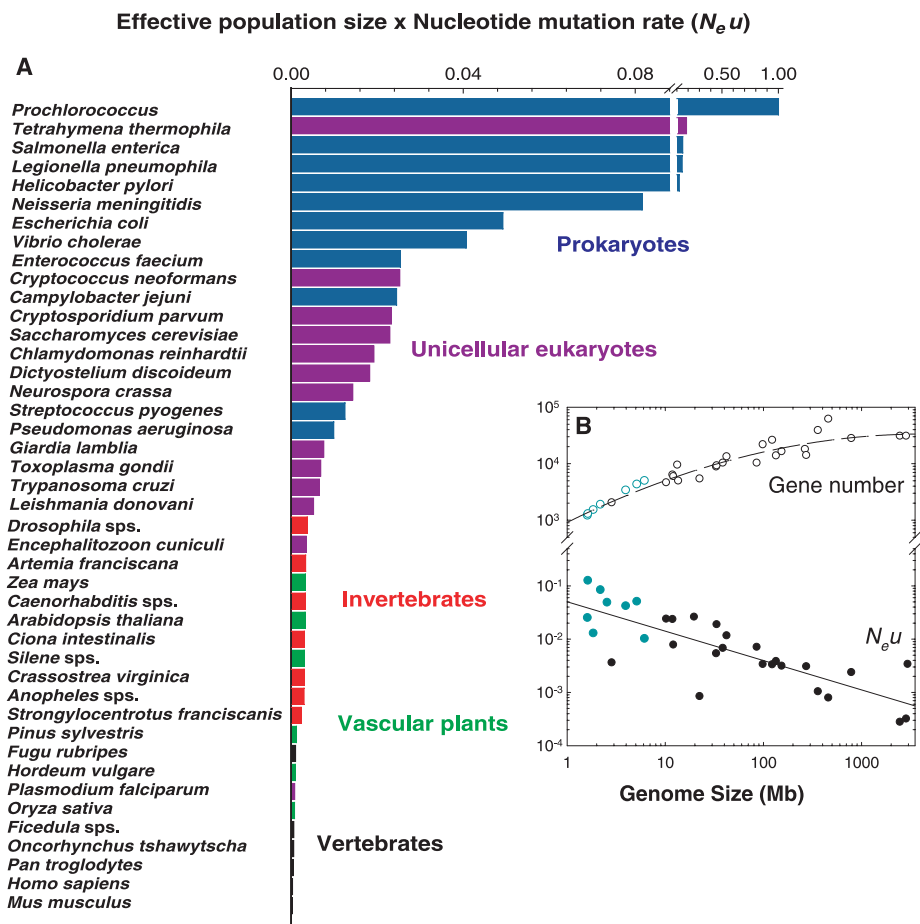 Effective population size x Nucleotide mutation rate (Nₑu)
A
0.00 0.04 0.08 0.50 1.00
Prochlorococcus
Tetrahymena thermophila
Salmonella enterica
Legionella pneumophila
Helicobacter pylori
Neisseria meningitidis
Escherichia coli
Vibrio cholerae
Enterococcus faecium
Cryptococcus neoformans
Campylobacter jejuni
Cryptosporidium parvum
Saccharomyces cerevisiae
Chlamydomonas reinhardtii
Dictyostelium discoideum
Neurospora crassa
Streptococcus pyogenes
Pseudomonas aeruginosa
Giardia lamblia
Toxoplasma gondii
Trypanosoma cruzi
Leishmania donovani
Drosophila sps.
Encephalitozoon cuniculi
Artemia franciscana
Zea mays
Caenorhabditis sps.
Arabidopsis thaliana
Ciona intestinalis
Silene sps.
Crassostrea virginica
Anopheles sps.
Strongylocentrotus franciscanis
Pinus sylvestris
Fugu rubripes
Hordeum vulgare
Plasmodium falciparum
Oryza sativa
Ficedula sps.
Oncorhynchus tshawytscha
Pan troglodytes
Homo sapiens
Mus musculus
Prokaryotes
Unicellular eukaryotes
Invertebrates
Vascular plants
Vertebrates
B
10⁵
10⁴
10³
10⁻¹
10⁻²
10⁻³
10⁻⁴
Gene number
Nₑu
1 10 100 1000
Genome Size (Mb)